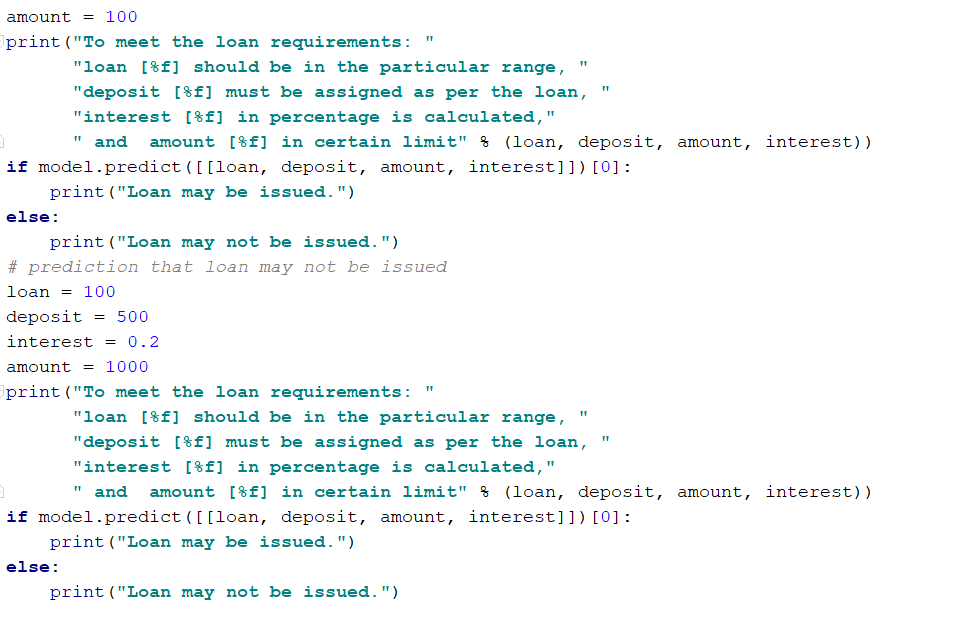 amount = 100
print("To meet the loan requirements: "
      "loan [%f] should be in the particular range, "
      "deposit [%f] must be assigned as per the loan, "
      "interest [%f] in percentage is calculated,"
      " and  amount [%f] in certain limit" % (loan, deposit, amount, interest))
if model.predict([[loan, deposit, amount, interest]])[0]:
    print("Loan may be issued.")
else:
    print("Loan may not be issued.")
# prediction that loan may not be issued
loan = 100
deposit = 500
interest = 0.2
amount = 1000
print("To meet the loan requirements: "
      "loan [%f] should be in the particular range, "
      "deposit [%f] must be assigned as per the loan, "
      "interest [%f] in percentage is calculated,"
      " and  amount [%f] in certain limit" % (loan, deposit, amount, interest))
if model.predict([[loan, deposit, amount, interest]])[0]:
    print("Loan may be issued.")
else:
    print("Loan may not be issued.")